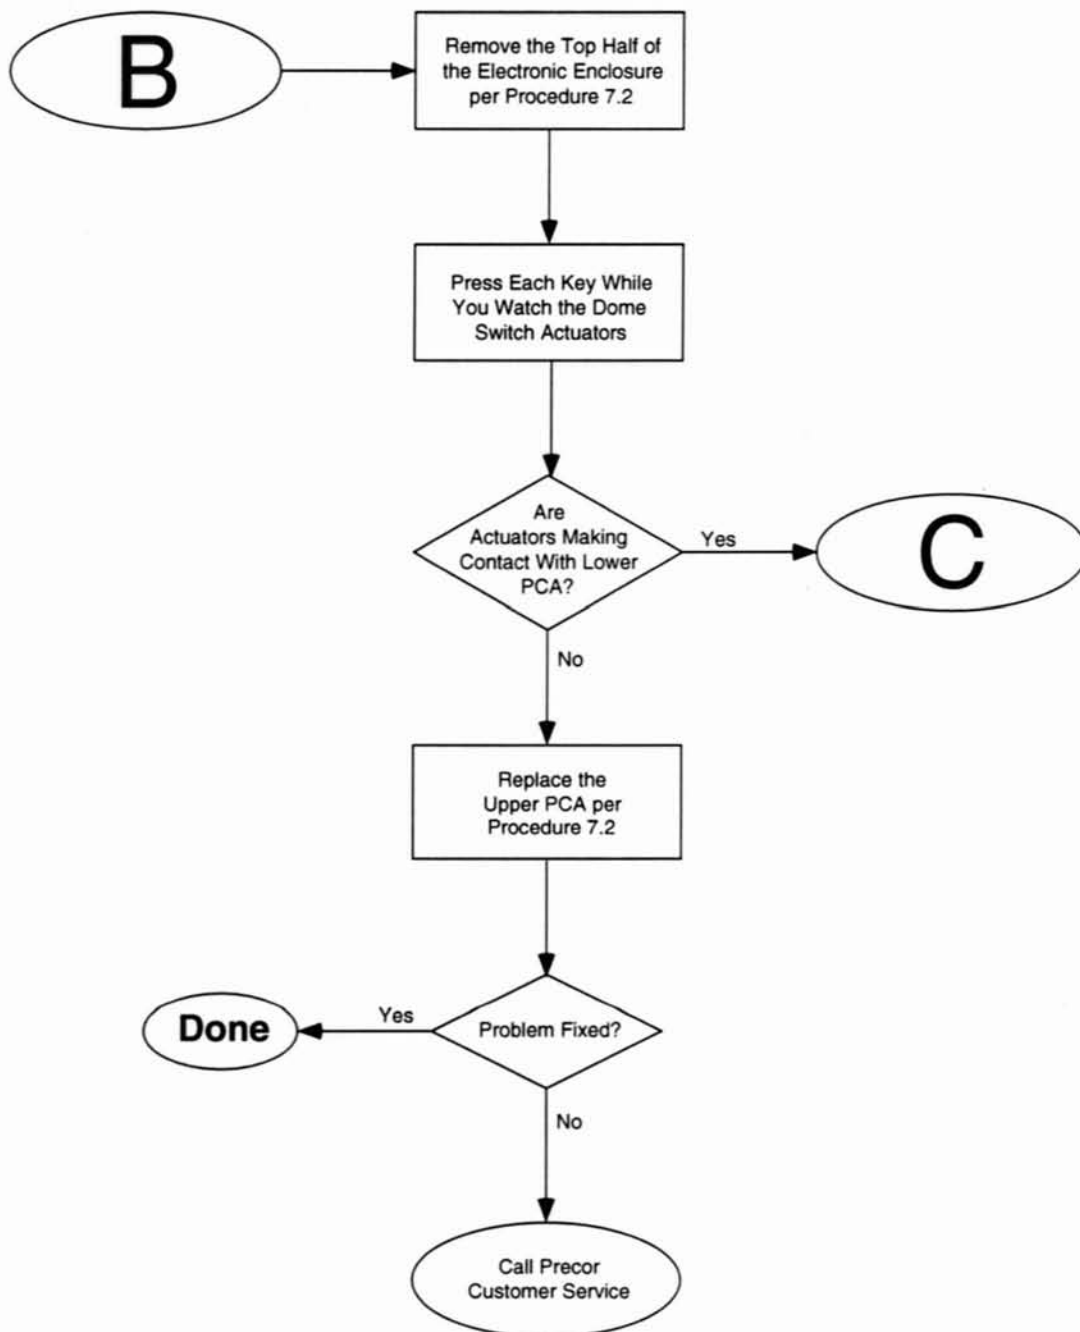 B
Remove the Top Half of
the Electronic Enclosure
per Procedure 7.2
Press Each Key While
You Watch the Dome
Switch Actuators
Are
Actuators Making
Contact With Lower
PCA?
Yes
C
No
Replace the
Upper PCA per
Procedure 7.2
Problem Fixed?
Yes
Done
No
Call Precor
Customer Service